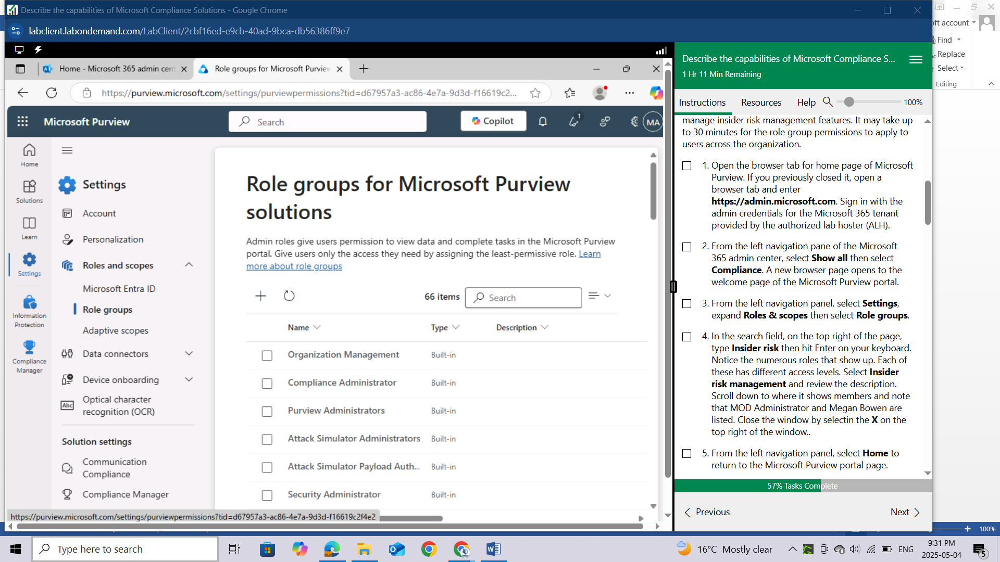 Describe the capabilities of Microsoft Compliance Solutions - Google Chrome
labclient.labondemand.com/LabClient/2cbf16ed-e9cb-40ad-9bca-db56386ff9e7
Home - Microsoft 365 admin cent
Role groups for Microsoft Purview
https://purview.microsoft.com/settings/purviewpermissions?tid=d67957a3-ac86-4e7a-9d3d-f16619c2...
Microsoft Purview
Search
Copilot
1
MA
Home
Solutions
Learn
Settings
Information
Protection
Compliance
Manager
Settings
Account
Personalization
Roles and scopes
Microsoft Entra ID
Role groups
Adaptive scopes
Data connectors
Device onboarding
Abc
Optical character
recognition (OCR)
Solution settings
Communication
Compliance
Compliance Manager
Role groups for Microsoft Purview
solutions
Admin roles give users permission to view data and complete tasks in the Microsoft Purview
portal. Give users only the access they need by assigning the least-permissive role. Learn
more about role groups
66 items
Search
Name
Type
Description
Organization Management
Built-in
Compliance Administrator
Built-in
Purview Administrators
Built-in
Attack Simulator Administrators
Built-in
Attack Simulator Payload Auth...
Built-in
Security Administrator
Built-in
https://purview.microsoft.com/settings/purviewpermissions?tid=d67957a3-ac86-4e7a-9d3d-f16619c2f4e2
Describe the capabilities of Microsoft Compliance S...
1 Hr 11 Min Remaining
Instructions
Resources
Help
100%
manage insider risk management features. It may take up
to 30 minutes for the role group permissions to apply to
users across the organization.
1. Open the browser tab for home page of Microsoft
Purview. If you previously closed it, open a
browser tab and enter
https://admin.microsoft.com. Sign in with the
admin credentials for the Microsoft 365 tenant
provided by the authorized lab hoster (ALH).
2. From the left navigation pane of the Microsoft
365 admin center, select Show all then select
Compliance. A new browser page opens to the
welcome page of the Microsoft Purview portal.
3. From the left navigation panel, select Settings,
expand Roles & scopes then select Role groups.
4. In the search field, on the top right of the page,
type Insider risk then hit Enter on your keyboard.
Notice the numerous roles that show up. Each of
these has different access levels. Select Insider
risk management and review the description.
Scroll down to where it shows members and note
that MOD Administrator and Megan Bowen are
listed. Close the window by selectin the X on the
top right of the window..
5. From the left navigation panel, select Home to
return to the Microsoft Purview portal page.
57% Tasks Complete
Previous
Next
ft account
Find
Replace
Select
Editing
100%
Type here to search
16°C Mostly clear
ENG
9:31 PM
2025-05-04
5